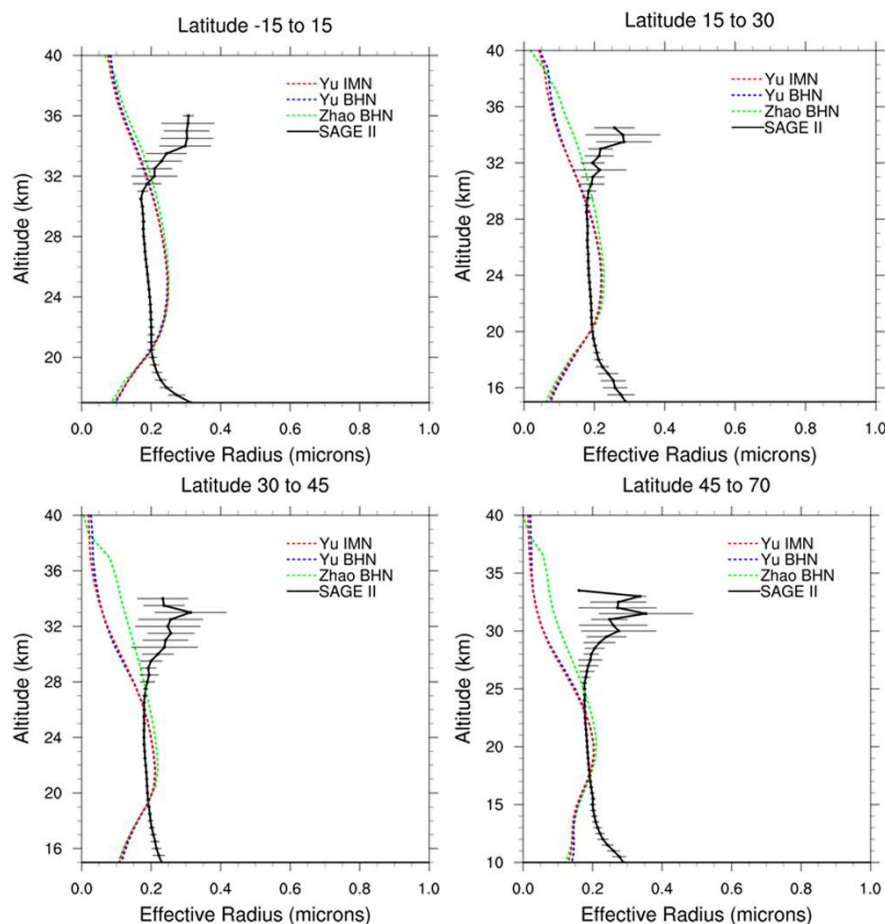 Latitude -15 to 15
40
36
32
28
24
20
Altitude (km)
Yu IMN
Yu BHN
Zhao BHN
SAGE II
0.0 0.2 0.4 0.6 0.8 1.0
Effective Radius (microns)
Latitude 15 to 30
40
36
32
28
24
20
16
Altitude (km)
Yu IMN
Yu BHN
Zhao BHN
SAGE II
0.0 0.2 0.4 0.6 0.8 1.0
Effective Radius (microns)
Latitude 30 to 45
40
36
32
28
24
20
16
Altitude (km)
Yu IMN
Yu BHN
Zhao BHN
SAGE II
0.0 0.2 0.4 0.6 0.8 1.0
Effective Radius (microns)
Latitude 45 to 70
40
35
30
25
20
15
10
Altitude (km)
Yu IMN
Yu BHN
Zhao BHN
SAGE II
0.0 0.2 0.4 0.6 0.8 1.0
Effective Radius (microns)